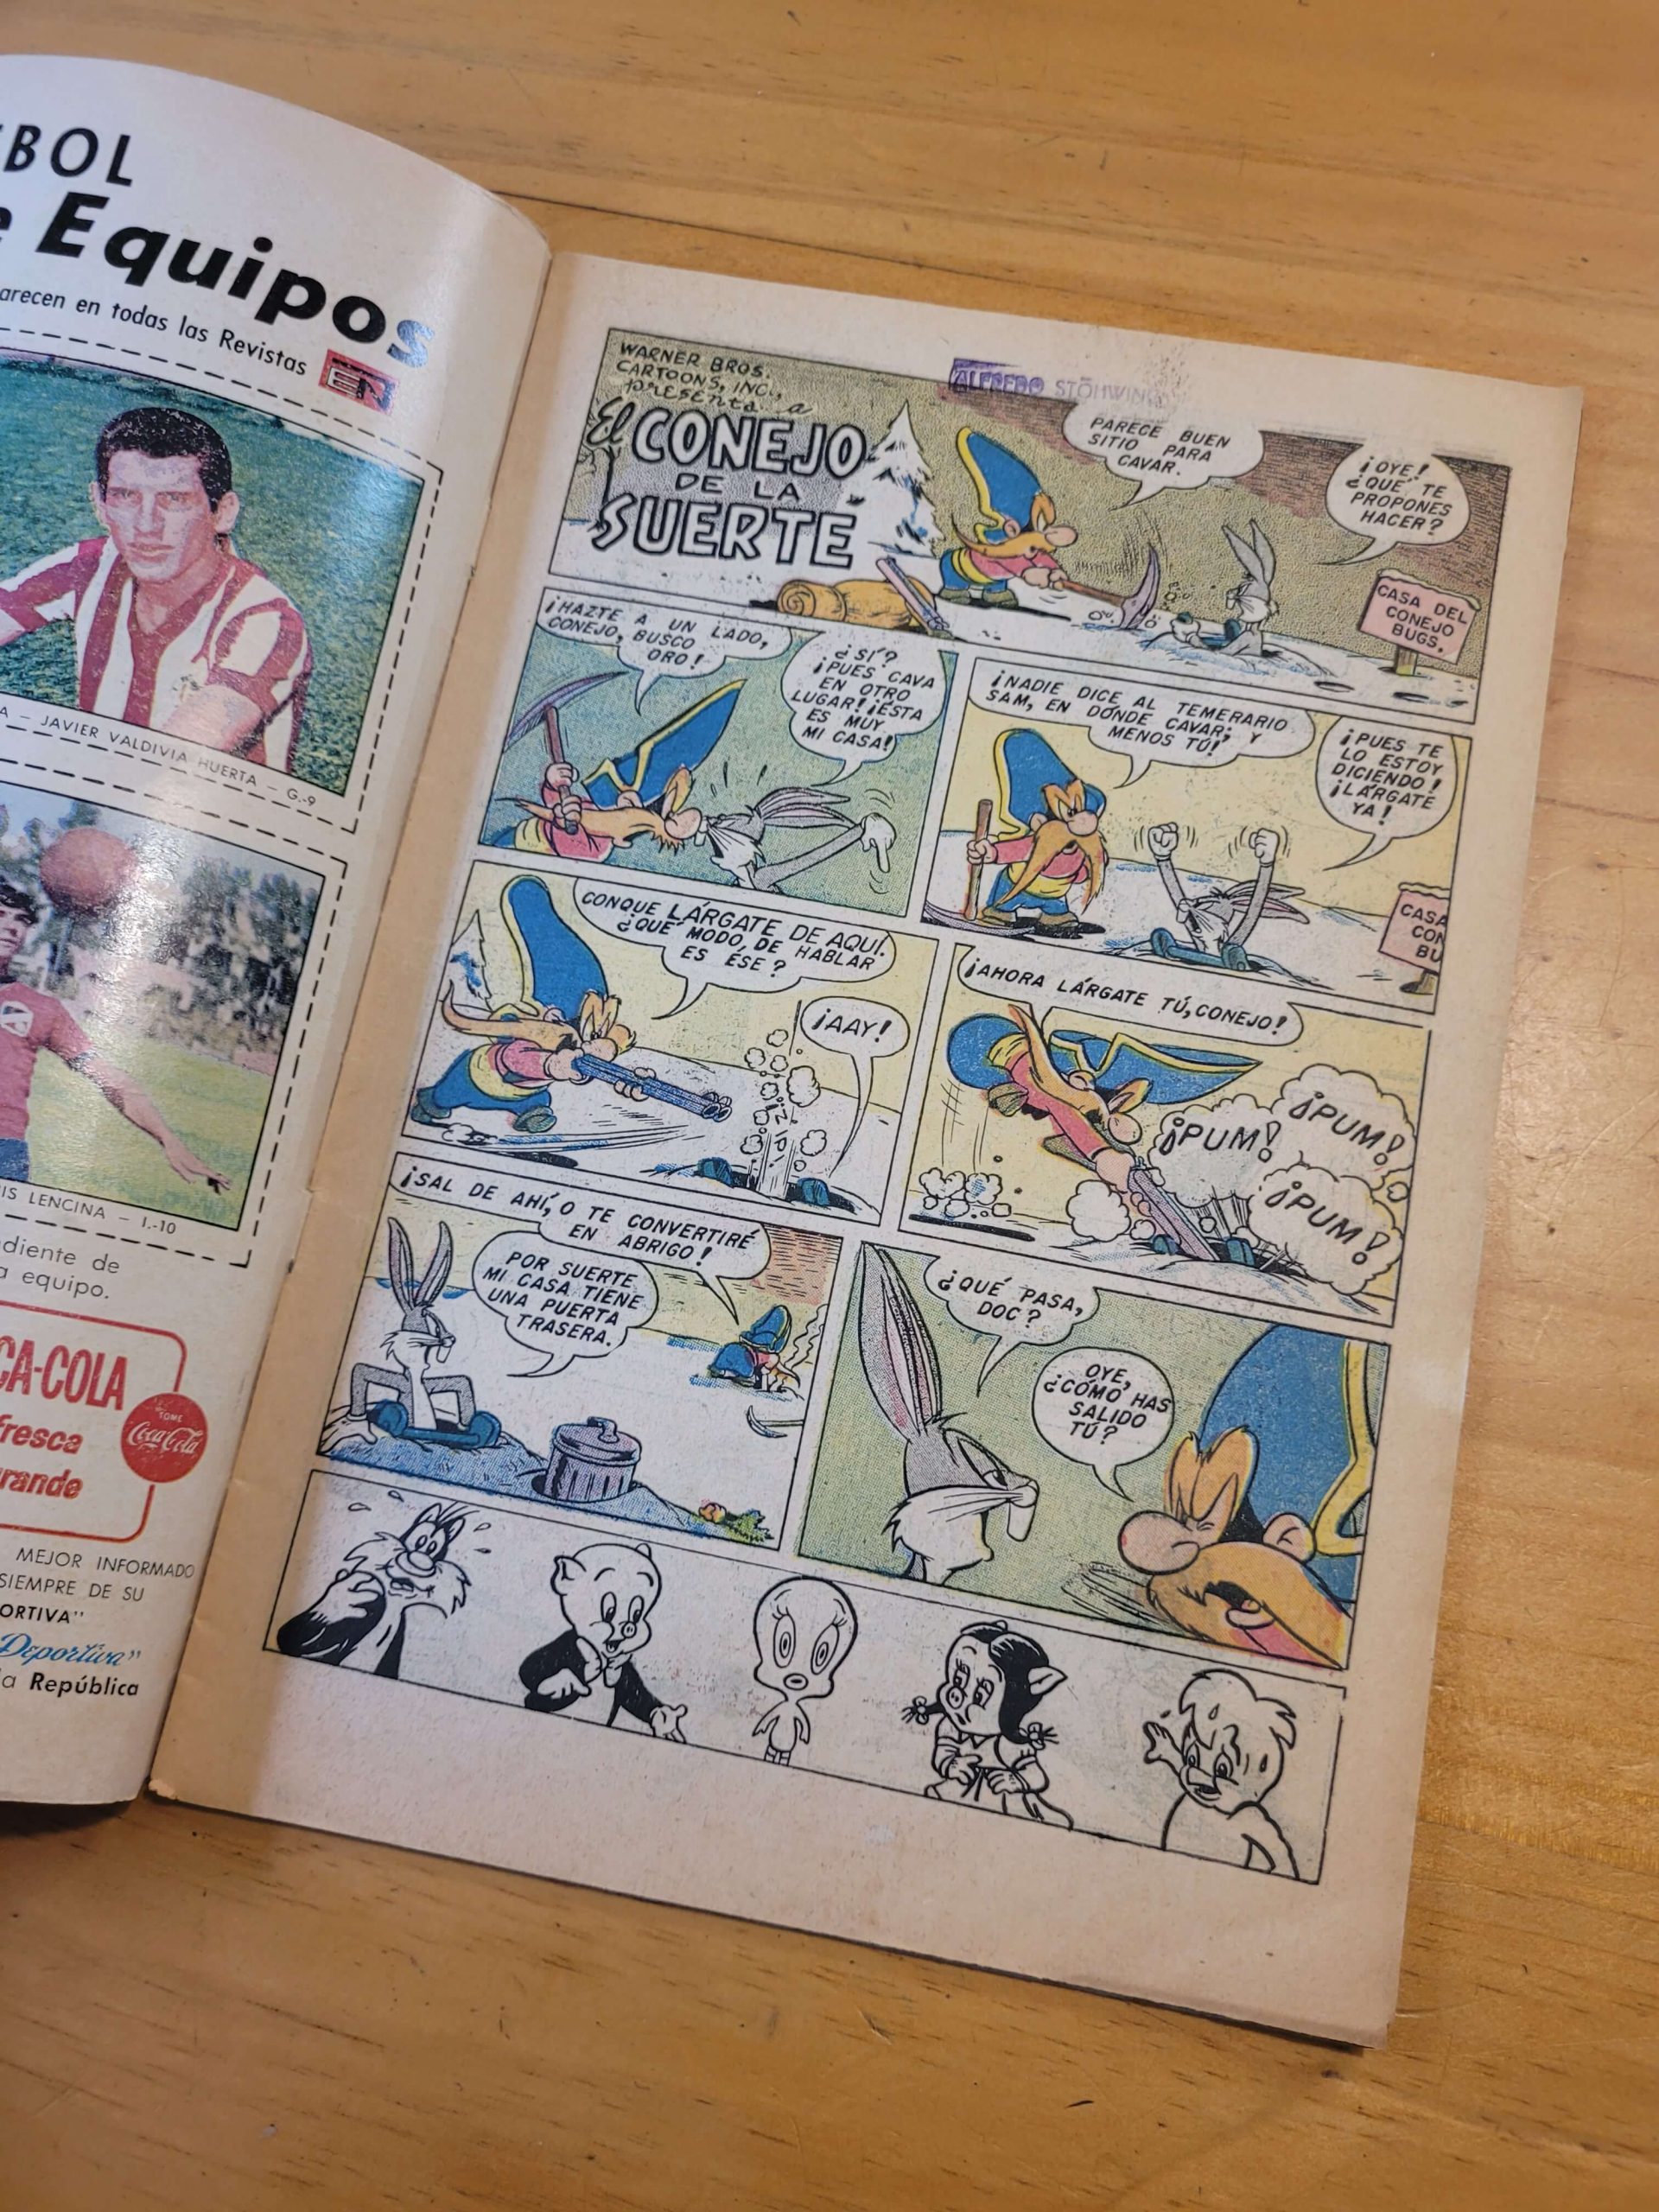 BOL
e Equipos
arecen en todas las Revistas
EN
A — JAVIER VALDIVIA HUERTA — G.-9
IS LENCINA — I.-10
diente de
a equipo.
CA-COLA
fresca
rande
TOME
Coca-Cola
MEJOR INFORMADO
SIEMPRE DE SU
ORTIVA"
Deportiva"
a República
WARNER BROS.
CARTOONS, INC.,
presenta a
El CONEJO
DE LA
SUERTE
ALFREDO STÖHWING
PARECE BUEN
SITIO PARA
CAVAR.
¡OYE!
¿QUÉ TE
PROPONES
HACER?
CASA DEL
CONEJO
BUGS.
¡HAZTE A UN LADO,
CONEJO, BUSCO
ORO!
¿SÍ?
¡PUES CAVA
EN OTRO
LUGAR! ¡ÉSTA
ES MUY
MI CASA!
¡NADIE DICE AL TEMERARIO
SAM, EN DÓNDE CAVAR; Y
MENOS TÚ!
¡PUES TE
LO ESTOY
DICIENDO!
¡LÁRGATE
YA!
CASA
CON
BU
CONQUE LÁRGATE DE AQUÍ.
¿QUÉ MODO, DE HABLAR
ES ÉSE?
¡AAY!
¡ZIP!
¡AHORA LÁRGATE TÚ, CONEJO!
¡PUM!
¡PUM!
¡PUM!
¡SAL DE AHÍ, O TE CONVERTIRÉ
EN ABRIGO!
POR SUERTE
MI CASA TIENE
UNA PUERTA
TRASERA.
¿QUÉ PASA,
DOC?
OYE,
¿CÓMO HAS
SALIDO
TÚ?